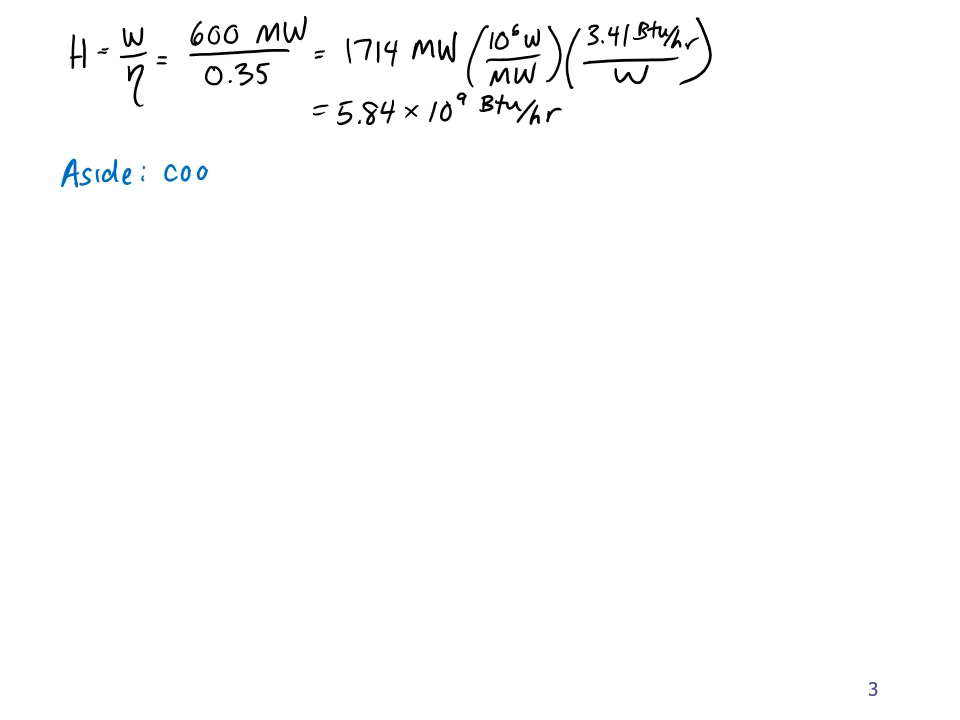 H = W/η = 600 MW/0.35 = 1714 MW (10⁶ W/MW)(3.41 Btu/hr/W)
= 5.84 × 10⁹ Btu/hr
Aside: coo
3